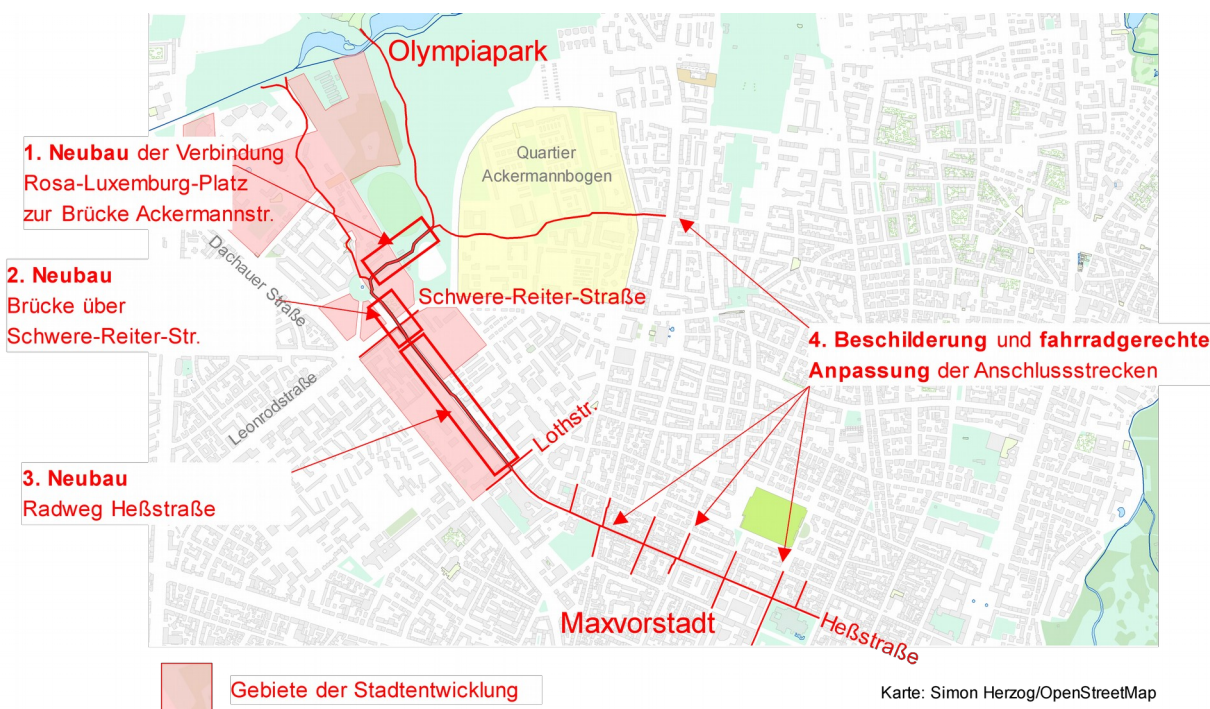 Olympiapark
1. Neubau der Verbindung
Rosa-Luxemburg-Platz
zur Brücke Ackermannstr.
Quartier
Ackermannbogen
Dachauer Straße
2. Neubau
Brücke über
Schwere-Reiter-Str.
Schwere-Reiter-Straße
4. Beschilderung und fahrradgerechte
Anpassung der Anschlussstrecken
Leonrodstraße
Lothstr.
3. Neubau
Radweg Heßstraße
Maxvorstadt
Heßstraße
Gebiete der Stadtentwicklung
Karte: Simon Herzog/OpenStreetMap